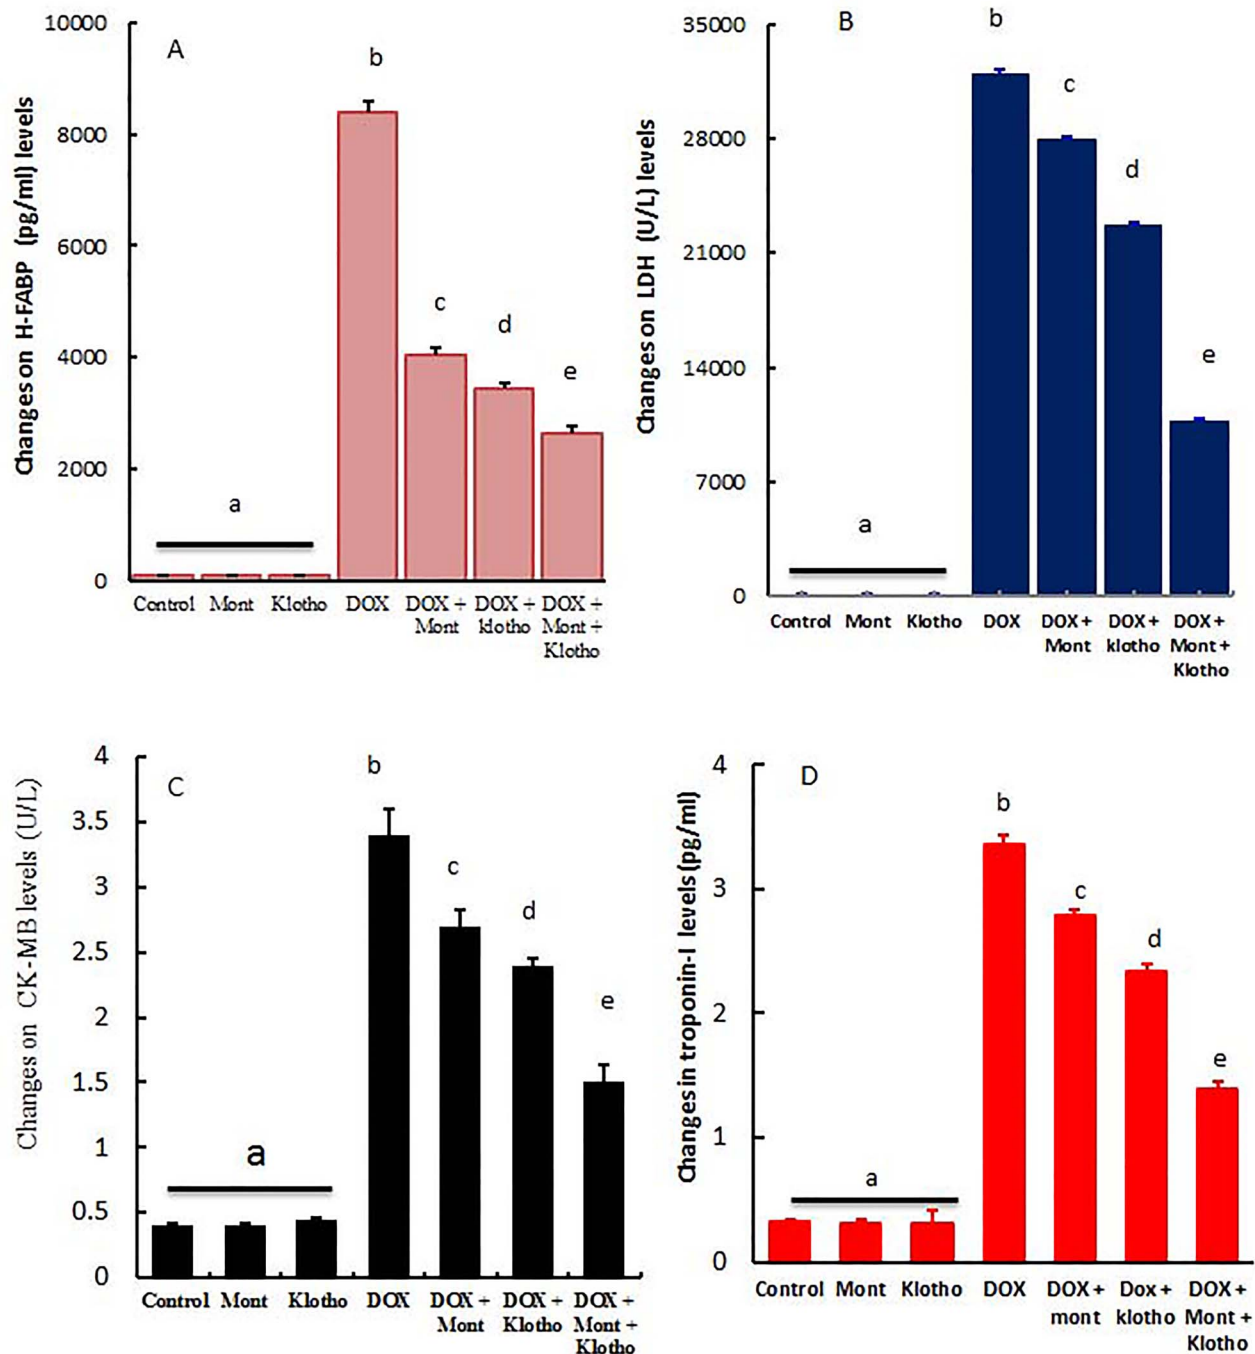 A
Changes on H-FABP (pg/ml) levels
10000
8000
6000
4000
2000
0
b
c
d
e
a
Control
Mont
Klotho
DOX
DOX +
Mont
DOX +
klotho
DOX +
Mont +
Klotho
B
Changes on LDH (U/L) levels
35000
28000
21000
14000
7000
0
b
c
d
e
a
Control
Mont
Klotho
DOX
DOX +
Mont
DOX +
klotho
DOX +
Mont +
Klotho
C
Changes on CK-MB levels (U/L)
4
3.5
3
2.5
2
1.5
1
0.5
0
b
c
d
e
a
Control
Mont
Klotho
DOX
DOX +
Mont
DOX +
Klotho
DOX +
Mont +
Klotho
D
Changes in troponin-I levels (pg/ml)
4
3
2
1
0
b
c
d
e
a
Control
Mont
Klotho
DOX
DOX +
mont
Dox +
klotho
DOX +
Mont +
Klotho